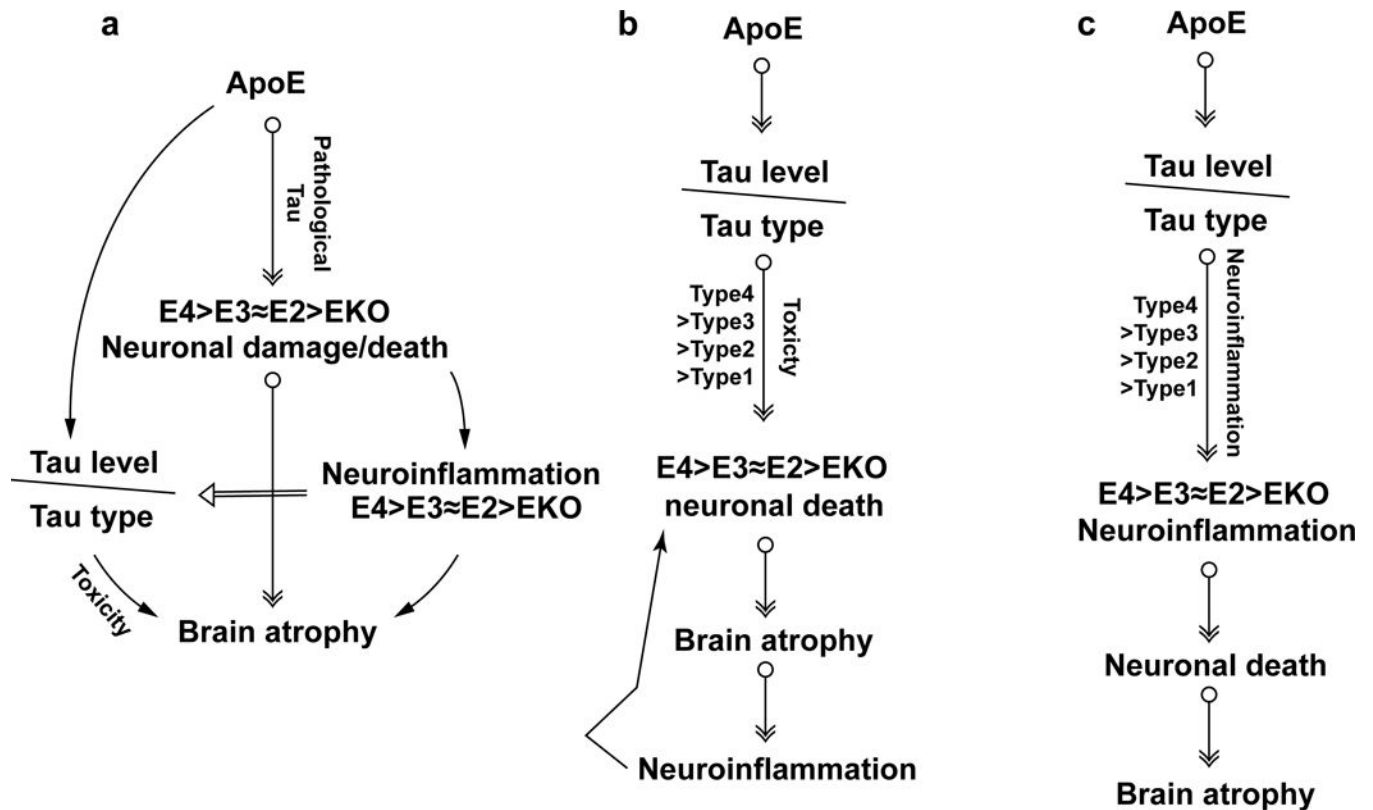 a
ApoE
Pathological
Tau
E4>E3≈E2>EKO
Neuronal damage/death
Tau level
Tau type
Neuroinflammation
E4>E3≈E2>EKO
Toxicity
Brain atrophy
b
ApoE
Tau level
Tau type
Type4
>Type3
>Type2
>Type1
Toxicty
E4>E3≈E2>EKO
neuronal death
Brain atrophy
Neuroinflammation
c
ApoE
Tau level
Tau type
Type4
>Type3
>Type2
>Type1
Neuroinflammation
E4>E3≈E2>EKO
Neuroinflammation
Neuronal death
Brain atrophy